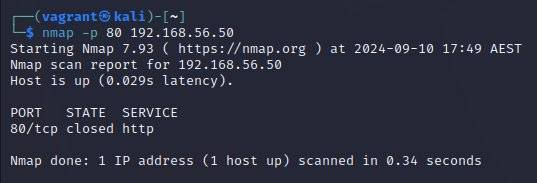 ┌──(vagrant㉿kali)-[~]
└─$ nmap -p 80 192.168.56.50
Starting Nmap 7.93 ( https://nmap.org ) at 2024-09-10 17:49 AEST
Nmap scan report for 192.168.56.50
Host is up (0.029s latency).
PORT   STATE  SERVICE
80/tcp closed http
Nmap done: 1 IP address (1 host up) scanned in 0.34 seconds